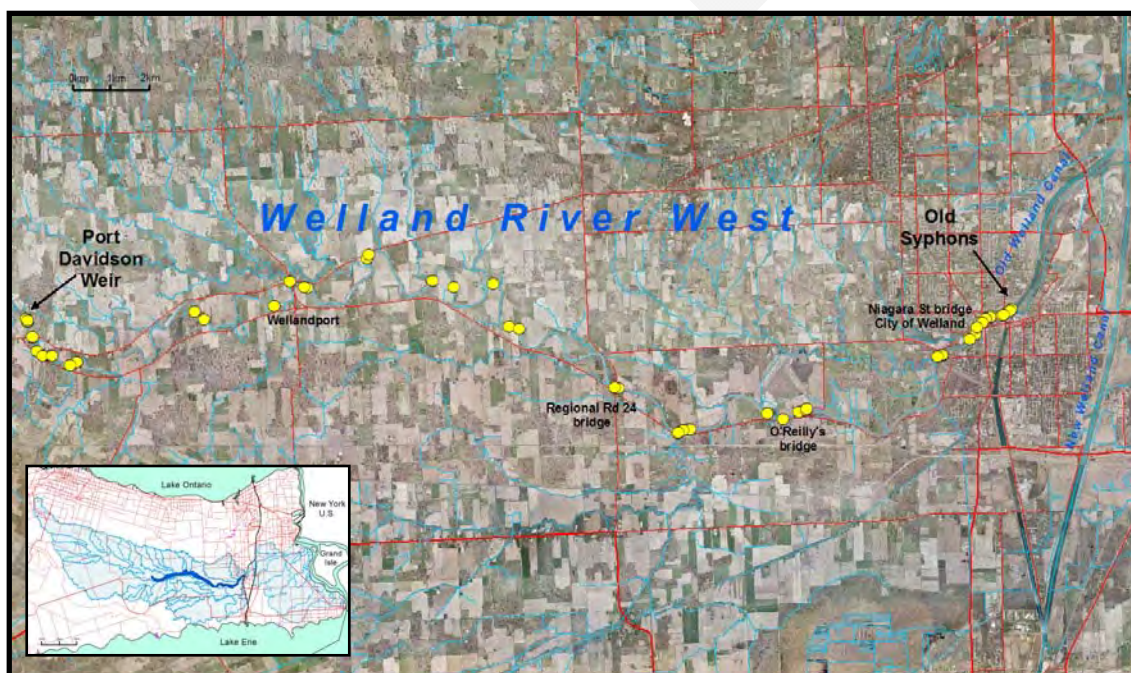 0km 1km 2km
Welland River West
Port
Davidson
Weir
Old
Syphons
Old Welland Canal
Niagara St bridge
City of Welland
Wellandport
New Welland Canal
Regional Rd 24
bridge
O'Reilly's
bridge
Lake Ontario
New York
U.S.
Grand
Isle
Lake Erie